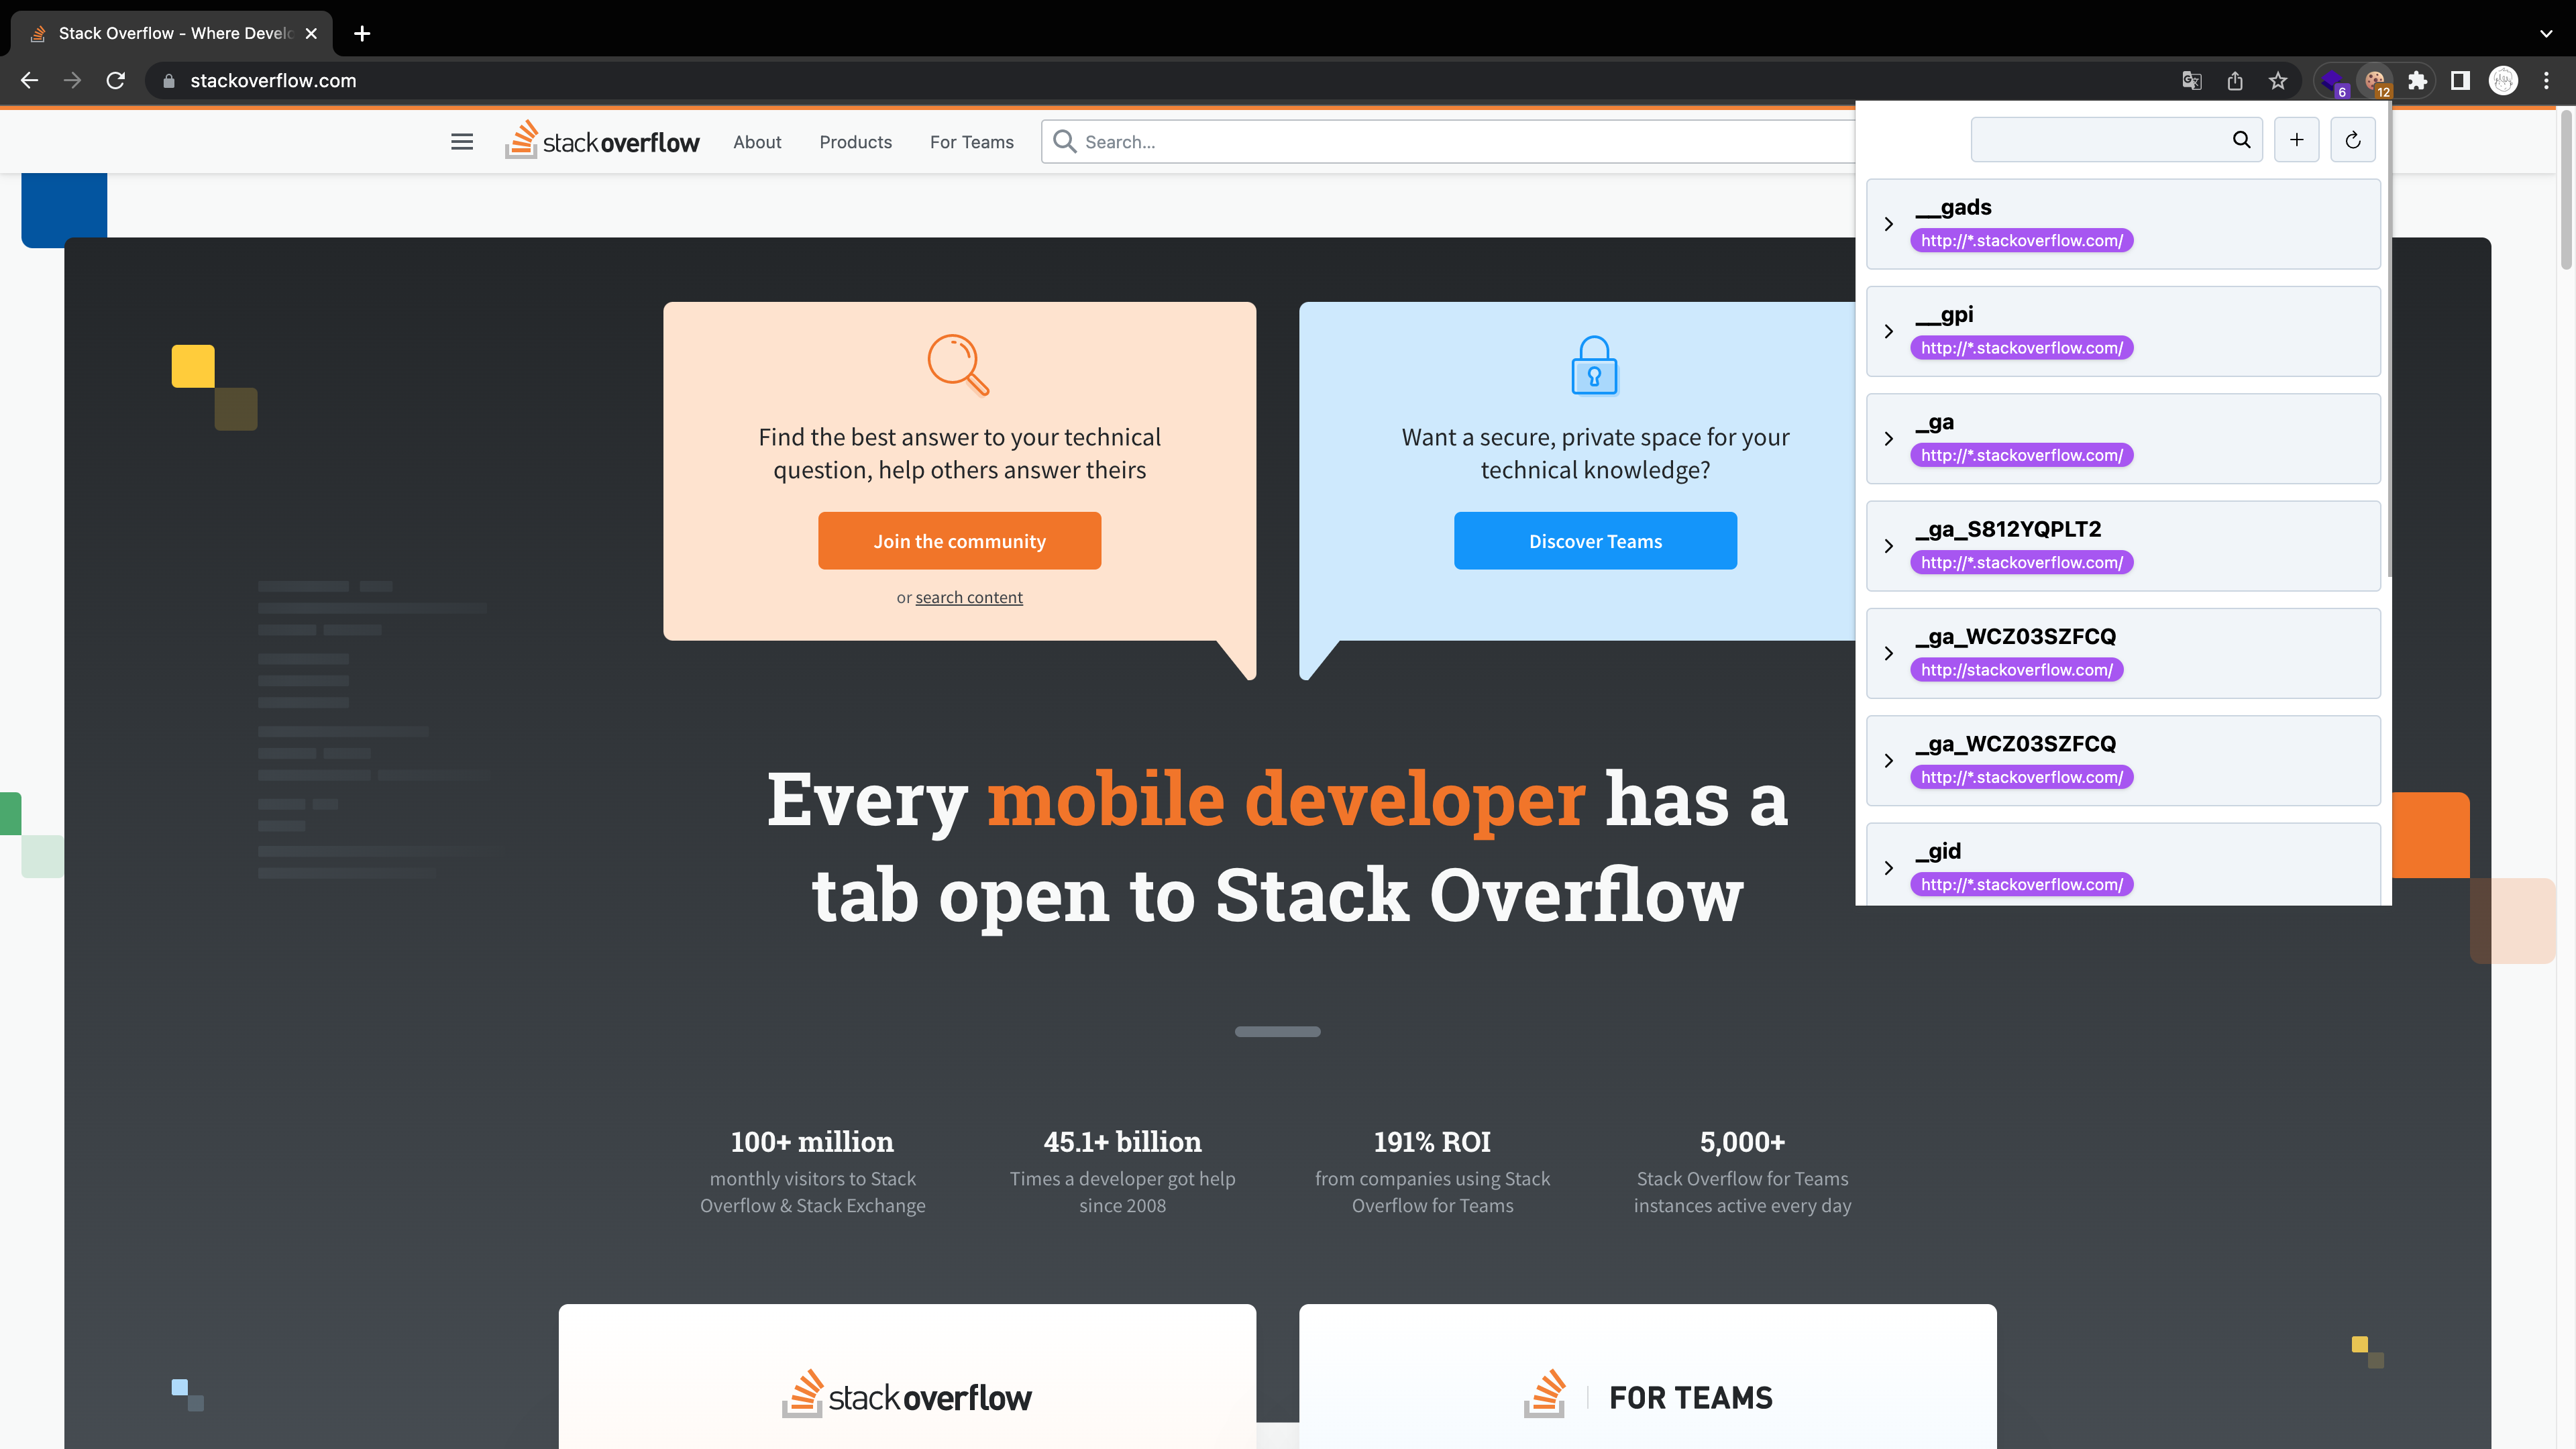 Stack Overflow - Where Develo
stackoverflow.com
6
12
stackoverflow
About
Products
For Teams
Search...
__gads
http://*.stackoverflow.com/
__gpi
http://*.stackoverflow.com/
_ga
http://*.stackoverflow.com/
_ga_S812YQPLT2
http://*.stackoverflow.com/
_ga_WCZ03SZFCQ
http://stackoverflow.com/
_ga_WCZ03SZFCQ
http://*.stackoverflow.com/
_gid
http://*.stackoverflow.com/
Find the best answer to your technical
question, help others answer theirs
Join the community
or search content
Want a secure, private space for your
technical knowledge?
Discover Teams
Every mobile developer has a
tab open to Stack Overflow
100+ million
monthly visitors to Stack
Overflow & Stack Exchange
45.1+ billion
Times a developer got help
since 2008
191% ROI
from companies using Stack
Overflow for Teams
5,000+
Stack Overflow for Teams
instances active every day
stackoverflow
FOR TEAMS